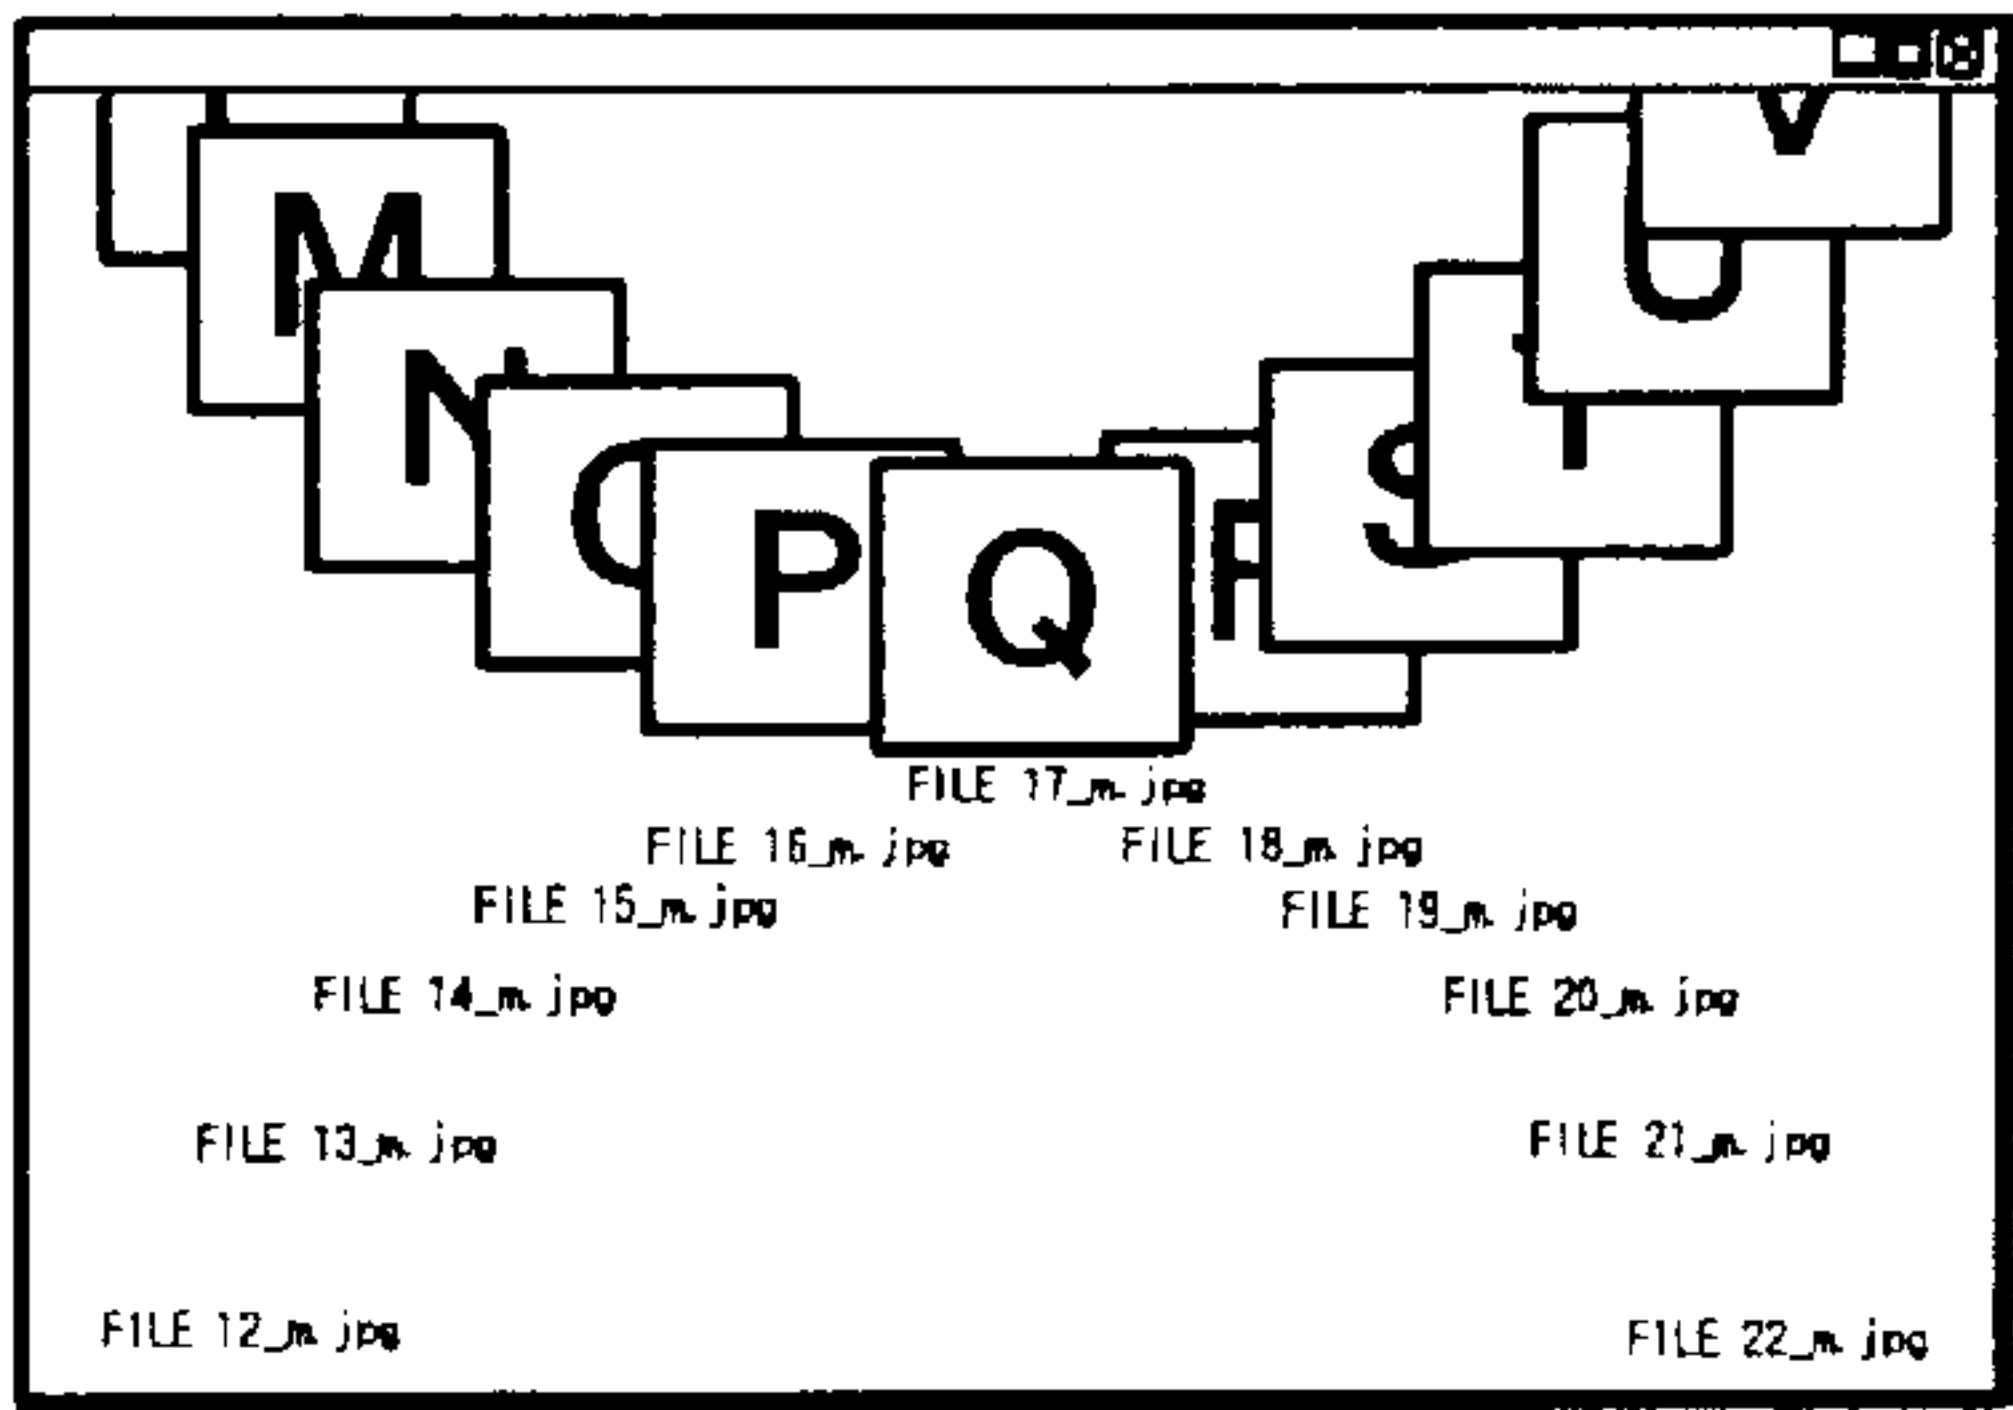 M
N
O
P
Q
R
S
T
U
V
FILE 17_m.jpg
FILE 16_m.jpg
FILE 18_m.jpg
FILE 15_m.jpg
FILE 19_m.jpg
FILE 14_m.jpg
FILE 20_m.jpg
FILE 13_m.jpg
FILE 21_m.jpg
FILE 12_m.jpg
FILE 22_m.jpg